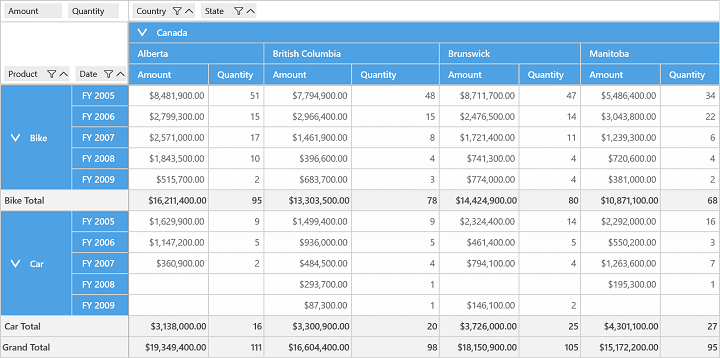 Amount Quantity Country State
Canada
Alberta British Columbia Brunswick Manitoba
Product Date Amount Quantity Amount Quantity Amount Quantity Amount Quantity
FY 2005 $8,481,900.00 51 $7,794,900.00 48 $8,711,700.00 47 $5,486,400.00 34
FY 2006 $2,799,300.00 15 $2,966,400.00 15 $2,476,500.00 14 $3,043,800.00 22
Bike FY 2007 $2,571,000.00 17 $1,461,900.00 8 $1,721,400.00 11 $1,239,300.00 6
FY 2008 $1,843,500.00 10 $396,600.00 4 $741,300.00 4 $720,600.00 4
FY 2009 $515,700.00 2 $683,700.00 3 $774,000.00 4 $381,000.00 2
Bike Total $16,211,400.00 95 $13,303,500.00 78 $14,424,900.00 80 $10,871,100.00 68
FY 2005 $1,629,900.00 9 $1,499,400.00 9 $2,324,400.00 14 $2,292,000.00 16
FY 2006 $1,147,200.00 5 $936,000.00 5 $461,400.00 5 $550,200.00 3
Car FY 2007 $360,900.00 2 $484,500.00 4 $794,100.00 4 $1,263,600.00 7
FY 2008 $293,700.00 1 $195,300.00 1
FY 2009 $87,300.00 1 $146,100.00 2
Car Total $3,138,000.00 16 $3,300,900.00 20 $3,726,000.00 25 $4,301,100.00 27
Grand Total $19,349,400.00 111 $16,604,400.00 98 $18,150,900.00 105 $15,172,200.00 95